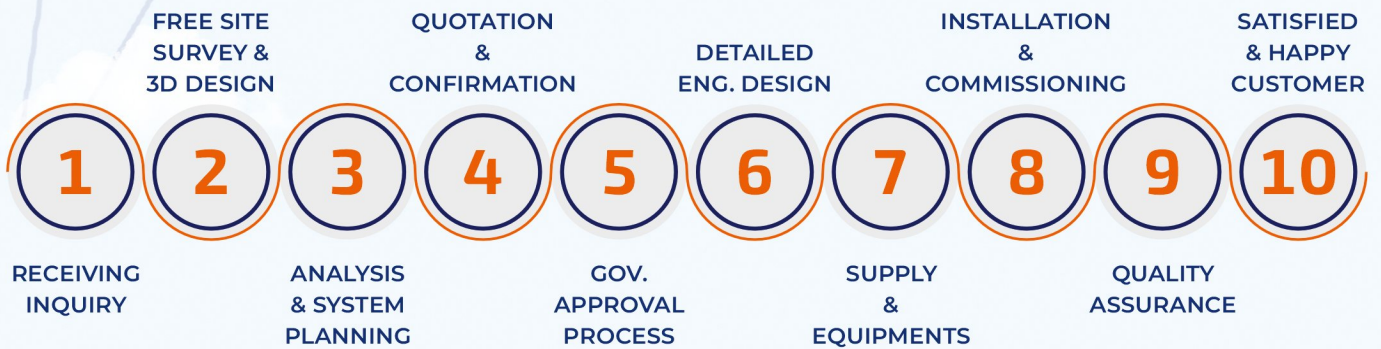 1
RECEIVING
INQUIRY
2
FREE SITE
SURVEY &
3D DESIGN
3
ANALYSIS
& SYSTEM
PLANNING
4
QUOTATION
&
CONFIRMATION
5
GOV.
APPROVAL
PROCESS
6
DETAILED
ENG. DESIGN
7
SUPPLY
&
EQUIPMENTS
8
INSTALLATION
&
COMMISSIONING
9
QUALITY
ASSURANCE
10
SATISFIED
& HAPPY
CUSTOMER